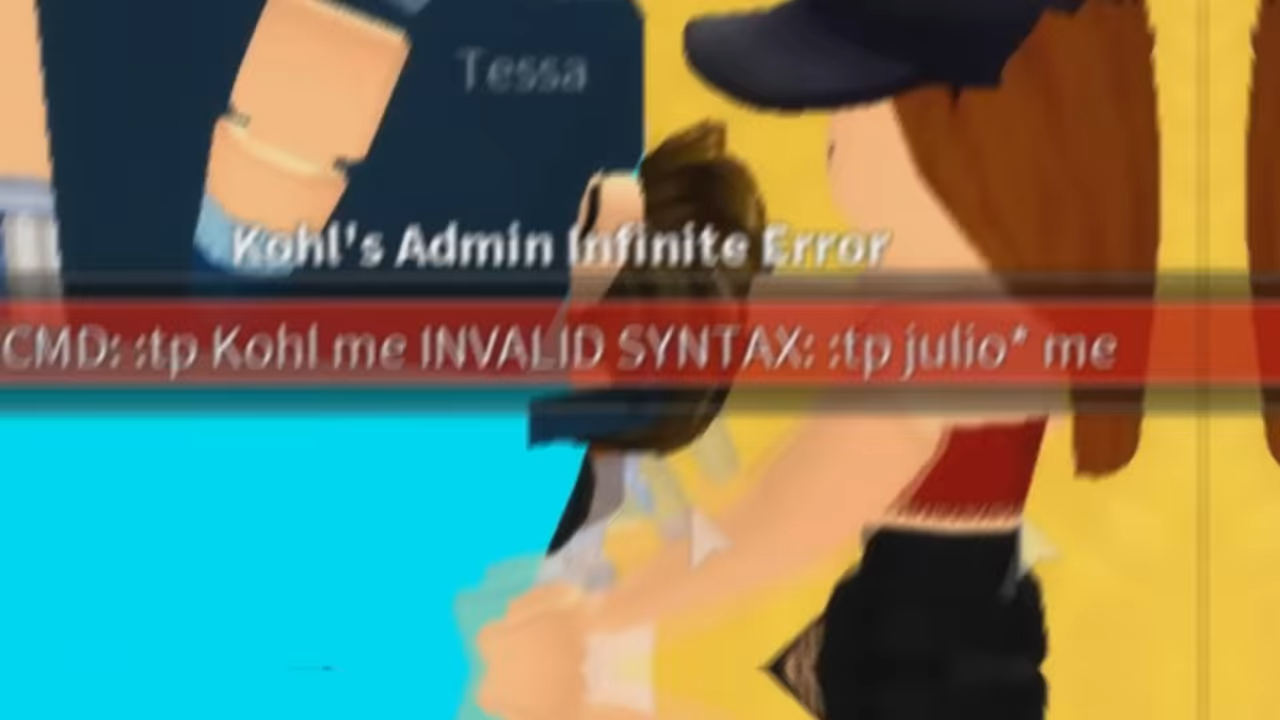 Tessa
Kohl's Admin Infinite Error
CMD: :tp Kohl me INVALID SYNTAX: :tp julio* me